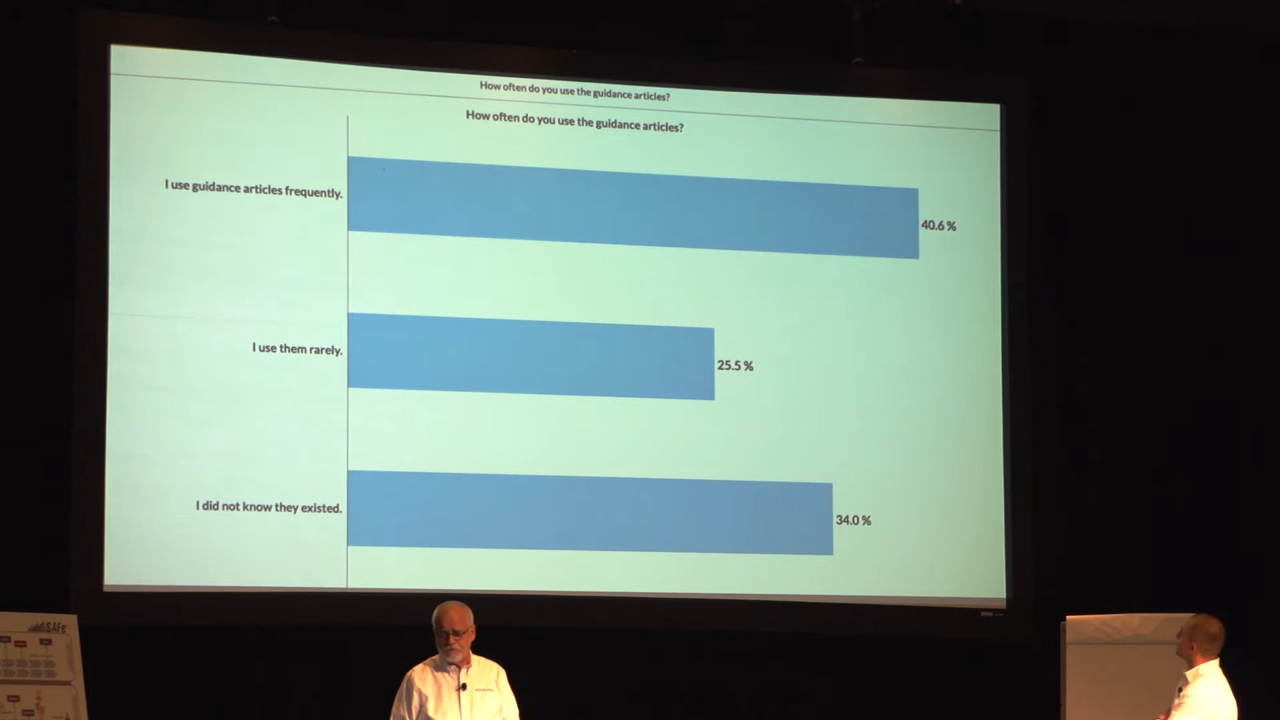 How often do you use the guidance articles?
How often do you use the guidance articles?
I use guidance articles frequently.
40.6 %
I use them rarely.
25.5 %
I did not know they existed.
34.0 %
SAFe